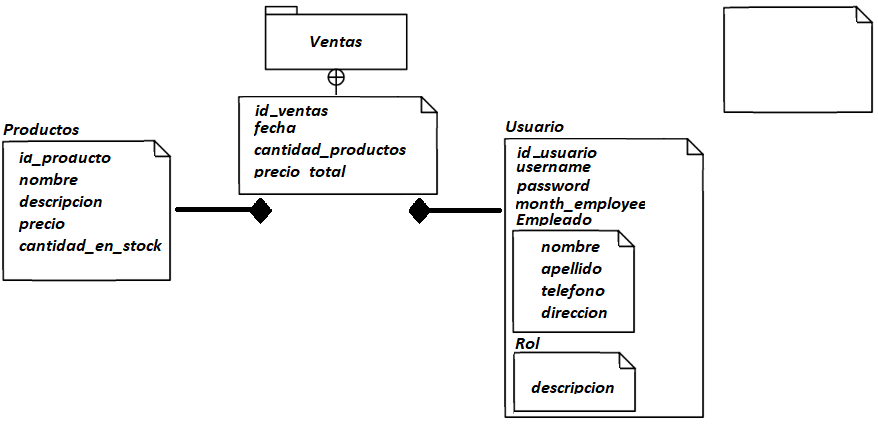 Ventas
id_ventas
fecha
cantidad_productos
precio_total
Productos
id_producto
nombre
descripcion
precio
cantidad_en_stock
Usuario
id_usuario
username
password
month_employee
Empleado
nombre
apellido
telefono
direccion
Rol
descripcion